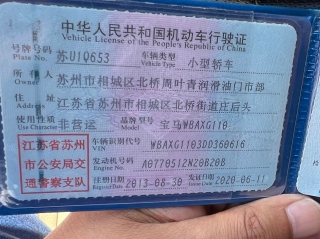 中华人民共和国机动车行驶证
Vehicle License of the People's Republic of China
号牌号码 苏U1Q653 车辆类型 小型轿车
Plate No. Vehicle Type
所有人 苏州市相城区北桥周叶青润滑油门市部
Owner
住址 江苏省苏州市相城区北桥街道庄后头
Address
使用性质 非营运 品牌型号 宝马WBAXG110
Use Character Model
江苏省苏州
市公安局交
通警察支队
车辆识别代号 WBAXG1103DD360616
VIN
发动机号码 A0770512N20B20B
Engine No.
注册日期 2013-08-30 发证日期 2020-06-11
Register Date Issue Date